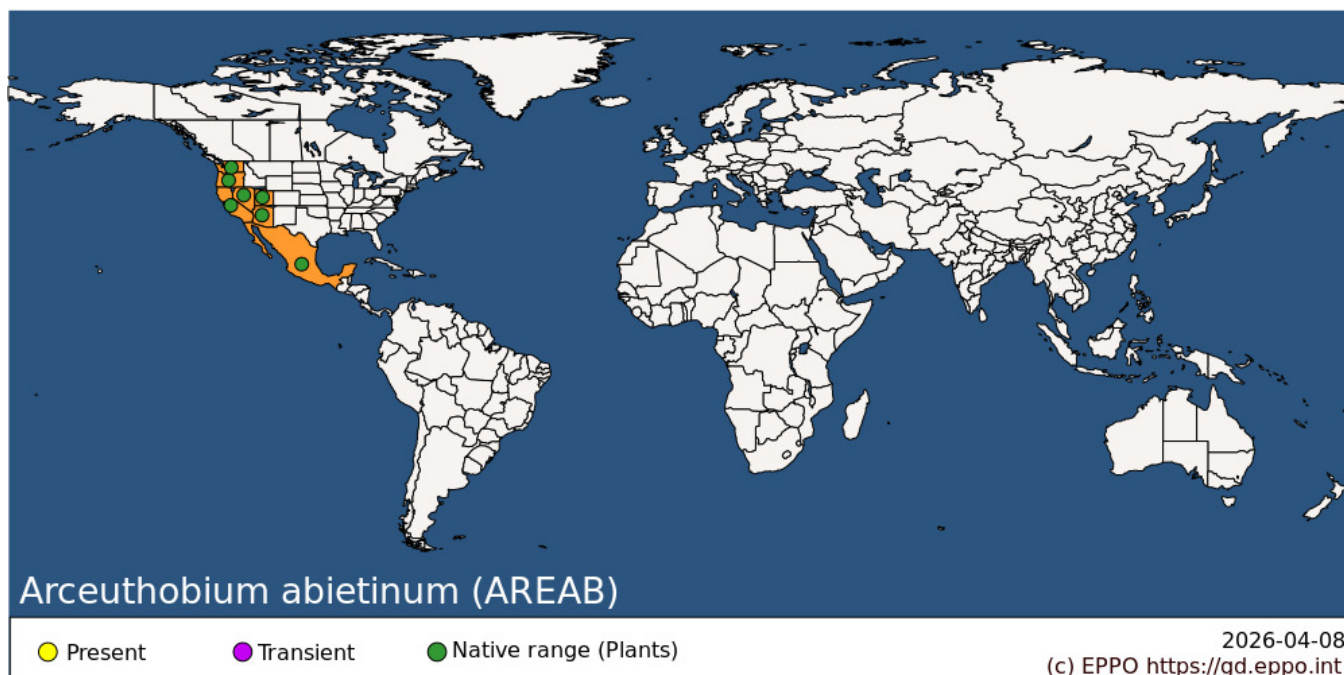 Arceuthobium abietinum (AREAB)
Present
Transient
Native range (Plants)
2026-04-08
(c) EPPO https://gd.eppo.int